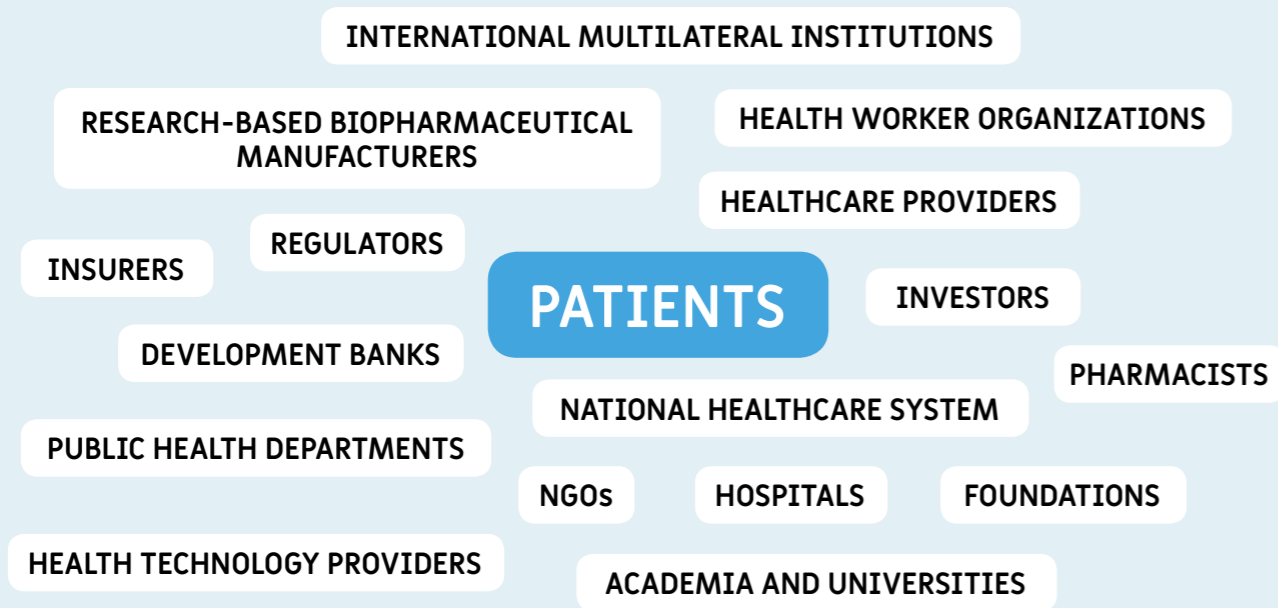 INTERNATIONAL MULTILATERAL INSTITUTIONS
RESEARCH-BASED BIOPHARMACEUTICAL
MANUFACTURERS
HEALTH WORKER ORGANIZATIONS
HEALTHCARE PROVIDERS
REGULATORS
INSURERS
PATIENTS
INVESTORS
DEVELOPMENT BANKS
PHARMACISTS
NATIONAL HEALTHCARE SYSTEM
PUBLIC HEALTH DEPARTMENTS
NGOs
HOSPITALS
FOUNDATIONS
HEALTH TECHNOLOGY PROVIDERS
ACADEMIA AND UNIVERSITIES